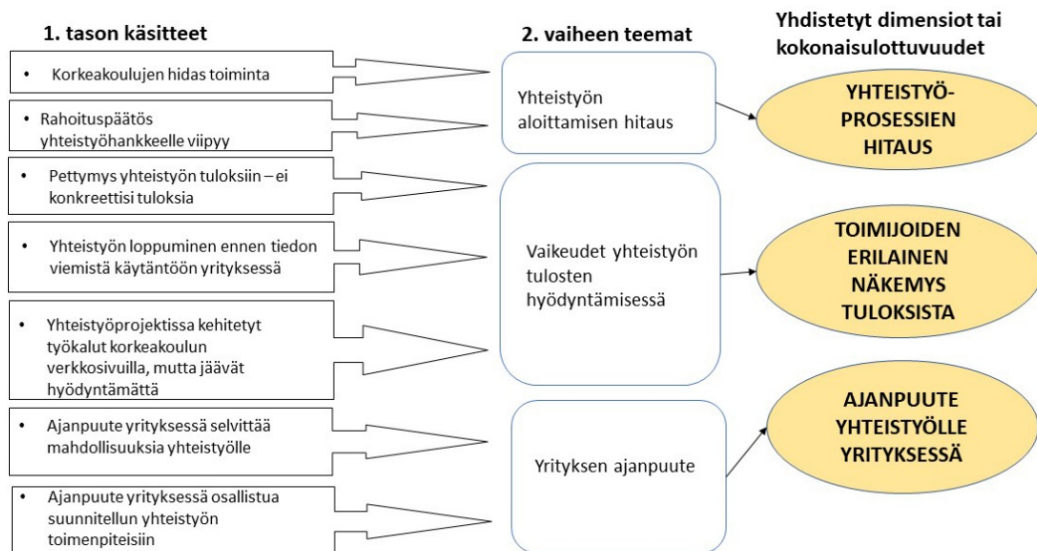 1. tason käsitteet
• Korkeakoulujen hidas toiminta
• Rahoituspäätös
yhteistyöhankkeelle viipyy
• Pettymys yhteistyön tuloksiin – ei
konkreettisi tuloksia
• Yhteistyön loppuminen ennen tiedon
viemistä käytäntöön yrityksessä
• Yhteistyöprojektissa kehitetyt
työkalut korkeakoulun
verkkosivuilla, mutta jäävät
hyödyntämättä
• Ajanpuute yrityksessä selvittää
mahdollisuuksia yhteistyölle
• Ajanpuute yrityksessä osallistua
suunnitellun yhteistyön
toimenpiteisiin
2. vaiheen teemat
Yhteistyön
aloittamisen hitaus
Vaikeudet yhteistyön
tulosten
hyödyntämisessä
Yrityksen ajanpuute
Yhdistetyt dimensiot tai
kokonaisulottuvuudet
YHTEISTYÖ-
PROSESSIEN
HITAUS
TOIMIJOIDEN
ERILAINEN
NÄKEMYS
TULOKSISTA
AJANPUUTE
YHTEISTYÖLLE
YRITYKSESSÄ